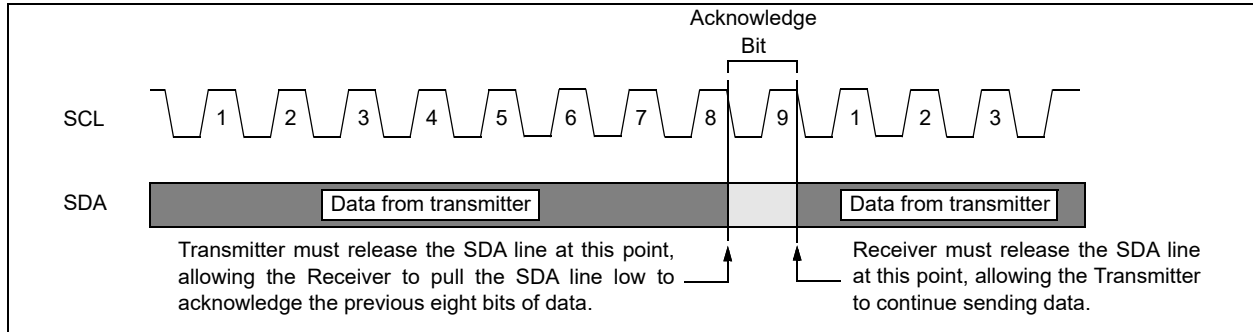 Acknowledge
Bit
SCL
1 2 3 4 5 6 7 8 9 1 2 3
SDA
Data from transmitter Data from transmitter
Transmitter must release the SDA line at this point,
allowing the Receiver to pull the SDA line low to
acknowledge the previous eight bits of data.
Receiver must release the SDA line
at this point, allowing the Transmitter
to continue sending data.